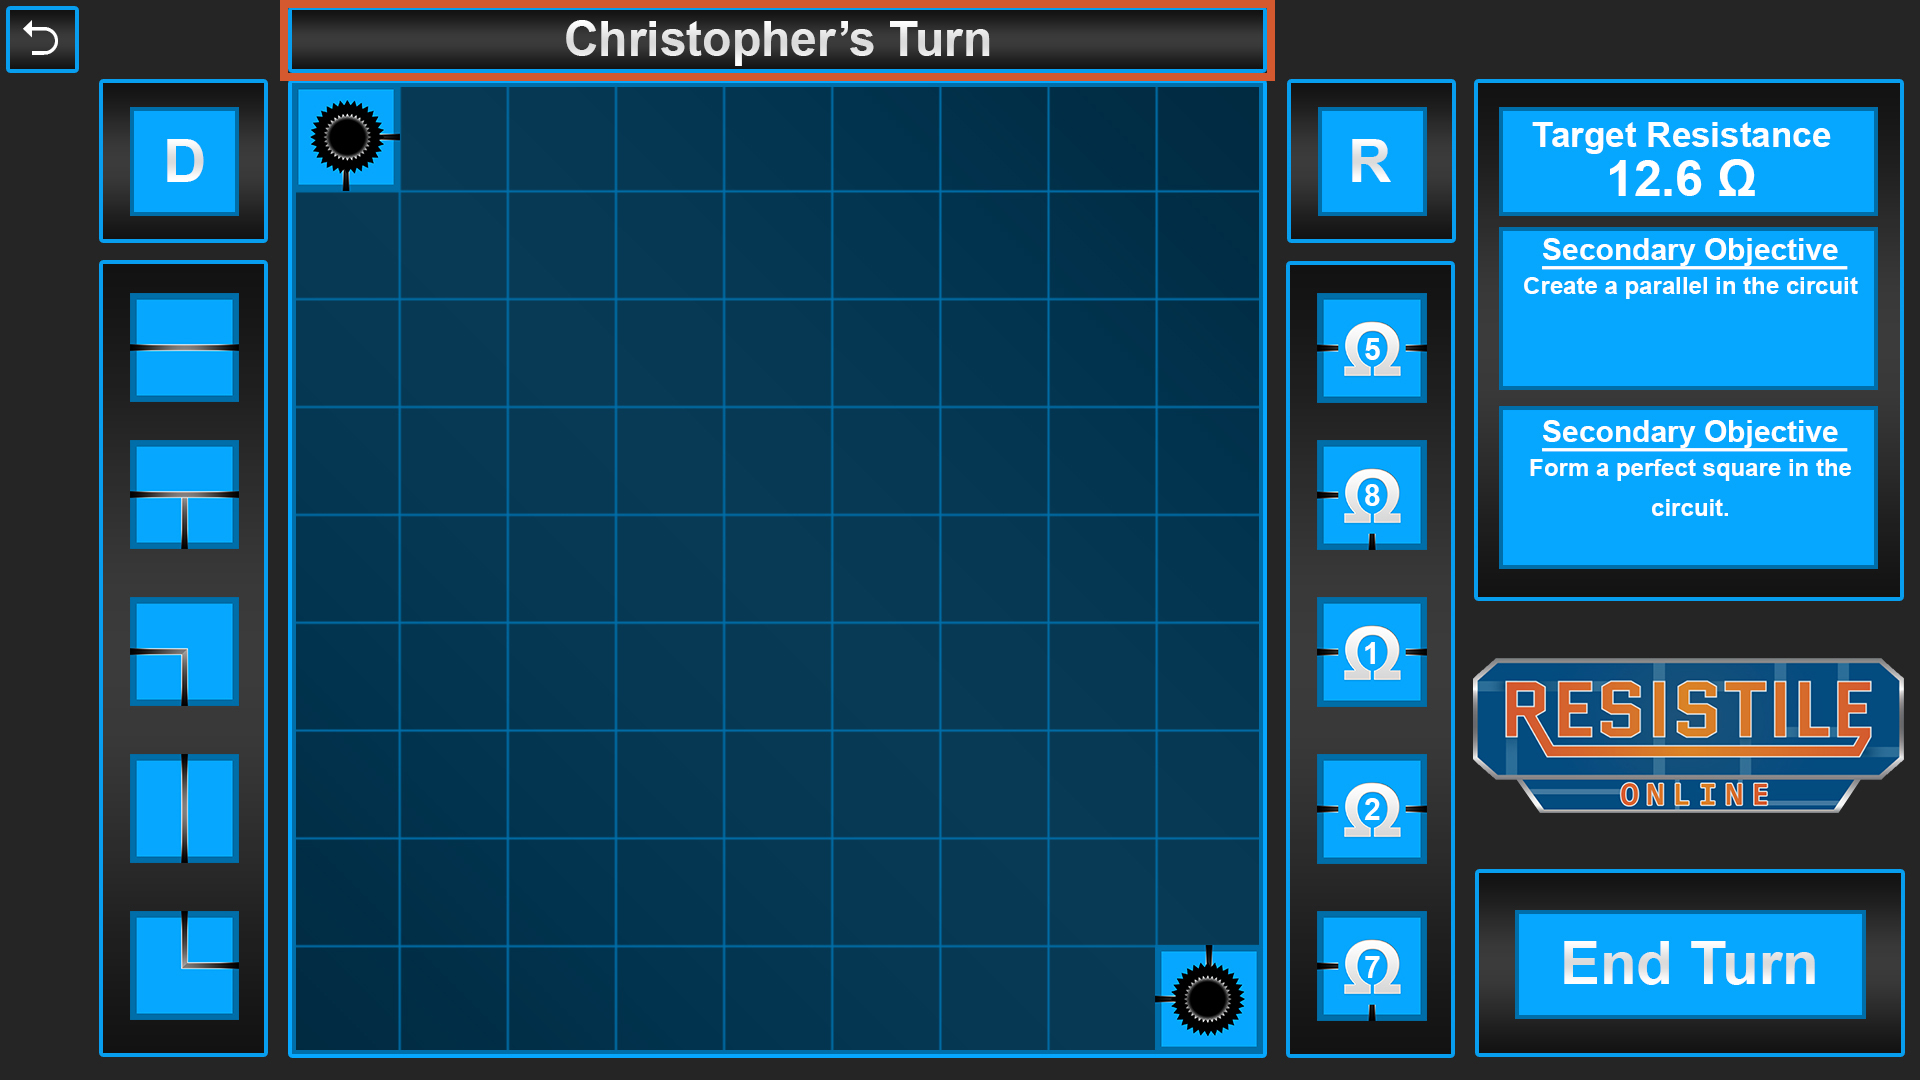 Christopher’s Turn
D
R
5
8
1
2
7
Target Resistance
12.6 Ω
Secondary Objective
Create a parallel in the circuit
Secondary Objective
Form a perfect square in the
circuit.
RESISTILE
ONLINE
End Turn